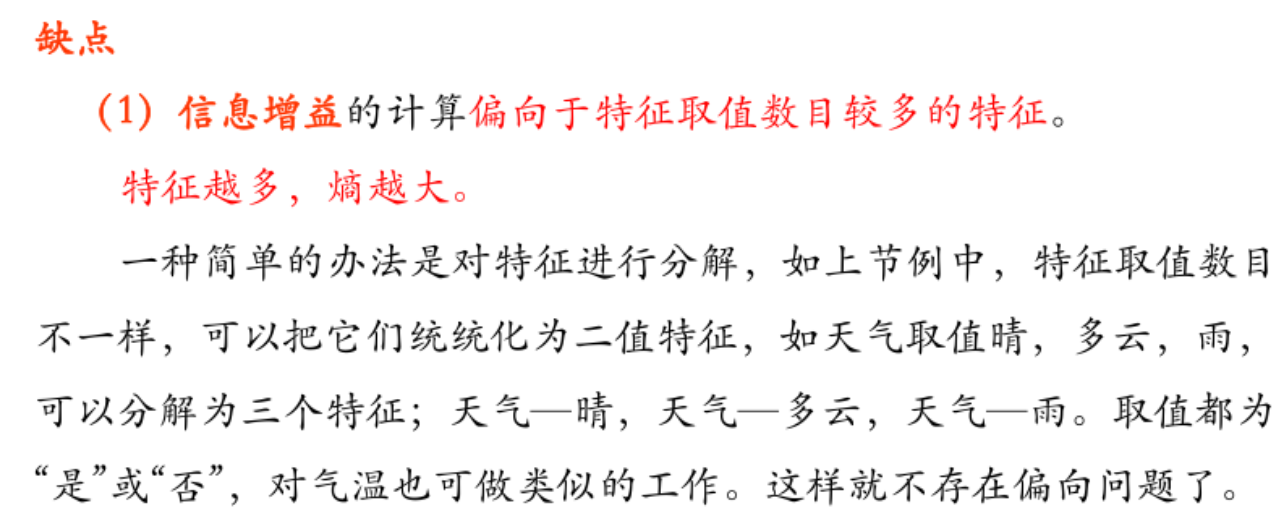 缺点
（1）信息增益的计算偏向于特征取值数目较多的特征。
特征越多，熵越大。
一种简单的办法是对特征进行分解，如上节例中，特征取值数目
不一样，可以把它们统统化为二值特征，如天气取值晴，多云，雨，
可以分解为三个特征；天气—晴，天气—多云，天气—雨。取值都为
“是”或“否”，对气温也可做类似的工作。这样就不存在偏向问题了。